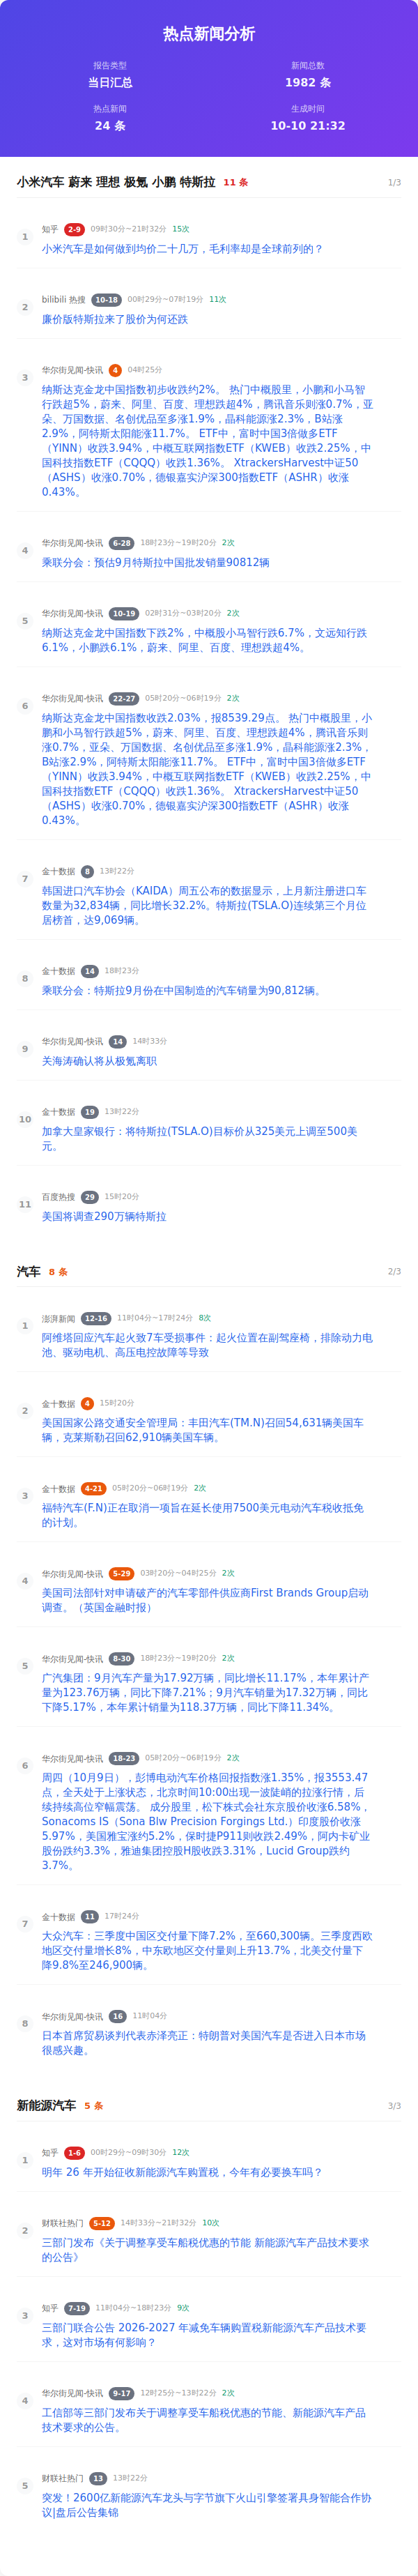 热点新闻分析
报告类型
当日汇总
新闻总数
1982 条
热点新闻
24 条
生成时间
10-10 21:32
小米汽车 蔚来 理想 极氪 小鹏 特斯拉 11 条 1/3
1
知乎 2-9 09时30分~21时32分 15次
小米汽车是如何做到均价二十几万，毛利率却是全球前列的？
2
bilibili 热搜 10-18 00时29分~07时19分 11次
廉价版特斯拉来了股价为何还跌
3
华尔街见闻-快讯 4 04时25分
纳斯达克金龙中国指数初步收跌约2%。 热门中概股里，小鹏和小马智
行跌超5%，蔚来、阿里、百度、理想跌超4%，腾讯音乐则涨0.7%，亚
朵、万国数据、名创优品至多涨1.9%，晶科能源涨2.3%，B站涨
2.9%，阿特斯太阳能涨11.7%。 ETF中，富时中国3倍做多ETF
（YINN）收跌3.94%，中概互联网指数ETF（KWEB）收跌2.25%，中
国科技指数ETF（CQQQ）收跌1.36%。 XtrackersHarvest中证50
（ASHS）收涨0.70%，德银嘉实沪深300指数ETF（ASHR）收涨
0.43%。
4
华尔街见闻-快讯 6-28 18时23分~19时20分 2次
乘联分会：预估9月特斯拉中国批发销量90812辆
5
华尔街见闻-快讯 10-19 02时31分~03时20分 2次
纳斯达克金龙中国指数下跌2%，中概股小马智行跌6.7%，文远知行跌
6.1%，小鹏跌6.1%，蔚来、阿里、百度、理想跌超4%。
6
华尔街见闻-快讯 22-27 05时20分~06时19分 2次
纳斯达克金龙中国指数收跌2.03%，报8539.29点。 热门中概股里，小
鹏和小马智行跌超5%，蔚来、阿里、百度、理想跌超4%，腾讯音乐则
涨0.7%，亚朵、万国数据、名创优品至多涨1.9%，晶科能源涨2.3%，
B站涨2.9%，阿特斯太阳能涨11.7%。 ETF中，富时中国3倍做多ETF
（YINN）收跌3.94%，中概互联网指数ETF（KWEB）收跌2.25%，中
国科技指数ETF（CQQQ）收跌1.36%。 XtrackersHarvest中证50
（ASHS）收涨0.70%，德银嘉实沪深300指数ETF（ASHR）收涨
0.43%。
7
金十数据 8 13时22分
韩国进口汽车协会（KAIDA）周五公布的数据显示，上月新注册进口车
数量为32,834辆，同比增长32.2%。特斯拉(TSLA.O)连续第三个月位
居榜首，达9,069辆。
8
金十数据 14 18时23分
乘联分会：特斯拉9月份在中国制造的汽车销量为90,812辆。
9
华尔街见闻-快讯 14 14时33分
关海涛确认将从极氪离职
10
金十数据 19 13时22分
加拿大皇家银行：将特斯拉(TSLA.O)目标价从325美元上调至500美
元。
11
百度热搜 29 15时20分
美国将调查290万辆特斯拉
汽车 8 条 2/3
1
澎湃新闻 12-16 11时04分~17时24分 8次
阿维塔回应汽车起火致7车受损事件：起火位置在副驾座椅，排除动力电
池、驱动电机、高压电控故障等导致
2
金十数据 4 15时20分
美国国家公路交通安全管理局：丰田汽车(TM.N)召回54,631辆美国车
辆，克莱斯勒召回62,910辆美国车辆。
3
金十数据 4-21 05时20分~06时19分 2次
福特汽车(F.N)正在取消一项旨在延长使用7500美元电动汽车税收抵免
的计划。
4
华尔街见闻-快讯 5-29 03时20分~04时25分 2次
美国司法部针对申请破产的汽车零部件供应商First Brands Group启动
调查。（英国金融时报）
5
华尔街见闻-快讯 8-30 18时23分~19时20分 2次
广汽集团：9月汽车产量为17.92万辆，同比增长11.17%，本年累计产
量为123.76万辆，同比下降7.21%；9月汽车销量为17.32万辆，同比
下降5.17%，本年累计销量为118.37万辆，同比下降11.34%。
6
华尔街见闻-快讯 18-23 05时20分~06时19分 2次
周四（10月9日），彭博电动汽车价格回报指数涨1.35%，报3553.47
点，全天处于上涨状态，北京时间10:00出现一波陡峭的拉涨行情，后
续持续高位窄幅震荡。 成分股里，松下株式会社东京股价收涨6.58%，
Sonacoms IS（Sona Blw Precision Forgings Ltd.）印度股价收涨
5.97%，美国雅宝涨约5.2%，保时捷P911则收跌2.49%，阿内卡矿业
股份跌约3.3%，雅迪集团控股H股收跌3.31%，Lucid Group跌约
3.7%。
7
金十数据 11 17时24分
大众汽车：三季度中国区交付量下降7.2%，至660,300辆。三季度西欧
地区交付量增长8%，中东欧地区交付量则上升13.7%，北美交付量下
降9.8%至246,900辆。
8
华尔街见闻-快讯 16 11时04分
日本首席贸易谈判代表赤泽亮正：特朗普对美国汽车是否进入日本市场
很感兴趣。
新能源汽车 5 条 3/3
1
知乎 1-6 00时29分~09时30分 12次
明年 26 年开始征收新能源汽车购置税，今年有必要换车吗？
2
财联社热门 5-12 14时33分~21时32分 10次
三部门发布《关于调整享受车船税优惠的节能 新能源汽车产品技术要求
的公告》
3
知乎 7-19 11时04分~18时23分 9次
三部门联合公告 2026-2027 年减免车辆购置税新能源汽车产品技术要
求，这对市场有何影响？
4
华尔街见闻-快讯 9-17 12时25分~13时22分 2次
工信部等三部门发布关于调整享受车船税优惠的节能、新能源汽车产品
技术要求的公告。
5
财联社热门 13 13时22分
突发！2600亿新能源汽车龙头与字节旗下火山引擎签署具身智能合作协
议|盘后公告集锦